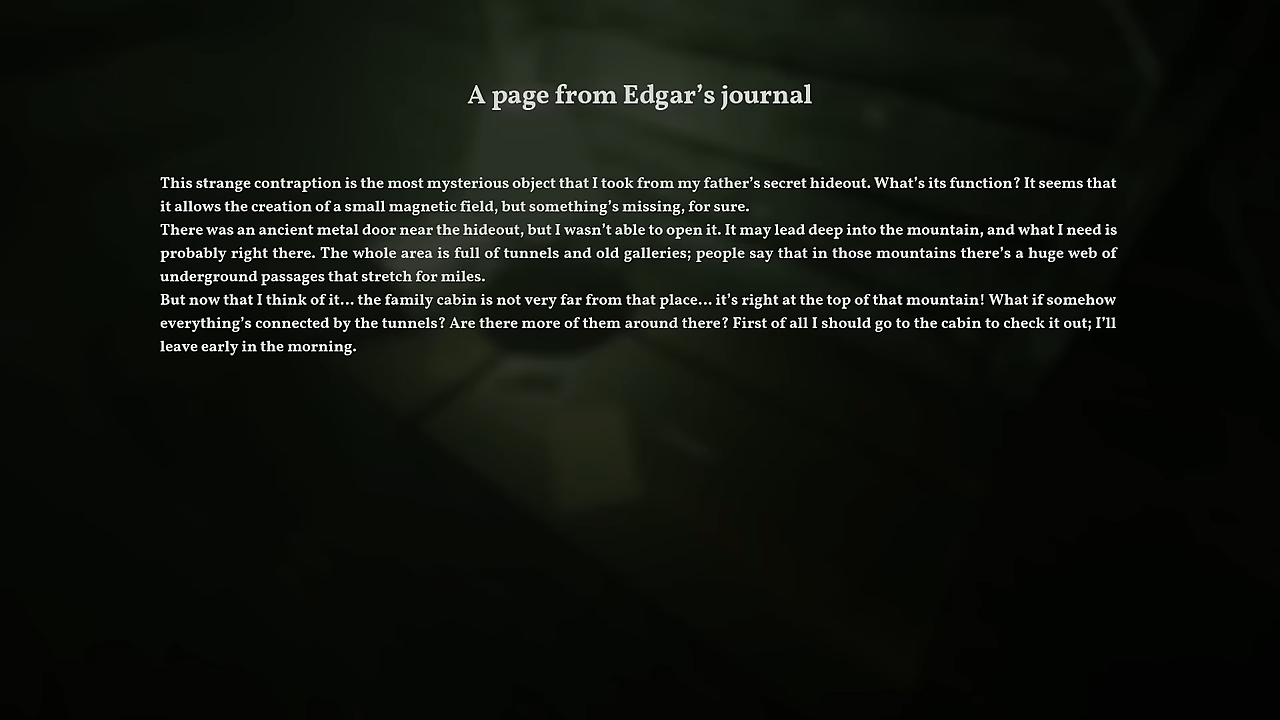 A page from Edgar’s journal
This strange contraption is the most mysterious object that I took from my father’s secret hideout. What’s its function? It seems that
it allows the creation of a small magnetic field, but something’s missing, for sure.
There was an ancient metal door near the hideout, but I wasn’t able to open it. It may lead deep into the mountain, and what I need is
probably right there. The whole area is full of tunnels and old galleries; people say that in those mountains there’s a huge web of
underground passages that stretch for miles.
But now that I think of it... the family cabin is not very far from that place... it’s right at the top of that mountain! What if somehow
everything’s connected by the tunnels? Are there more of them around there? First of all I should go to the cabin to check it out; I’ll
leave early in the morning.